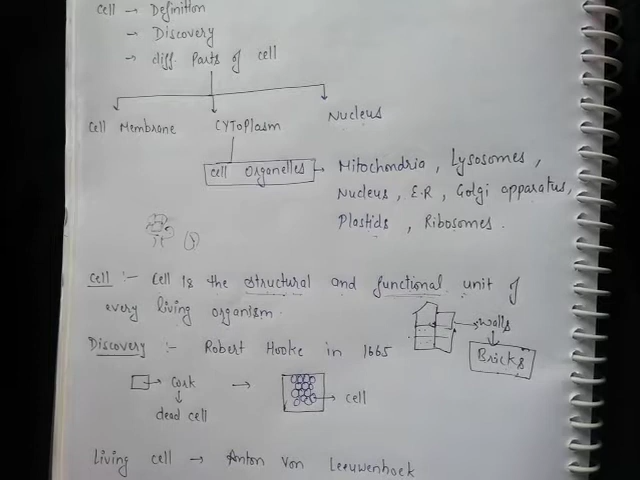 Cell → Definition
→ Discovery
→ diff. Parts of cell
Cell Membrane CYToPlasm Nucleus
Cell Organelles → Mitochondria, Lysosomes,
Nucleus, E.R, Golgi apparatus,
Plastids, Ribosomes.
Cell :- Cell is the structural and functional unit of
every living organism.
→ Walls
Discovery :- Robert Hooke in 1665
Bricks
→ Cork → → cell
dead cell
Living cell → Anton Von Leeuwenhoek